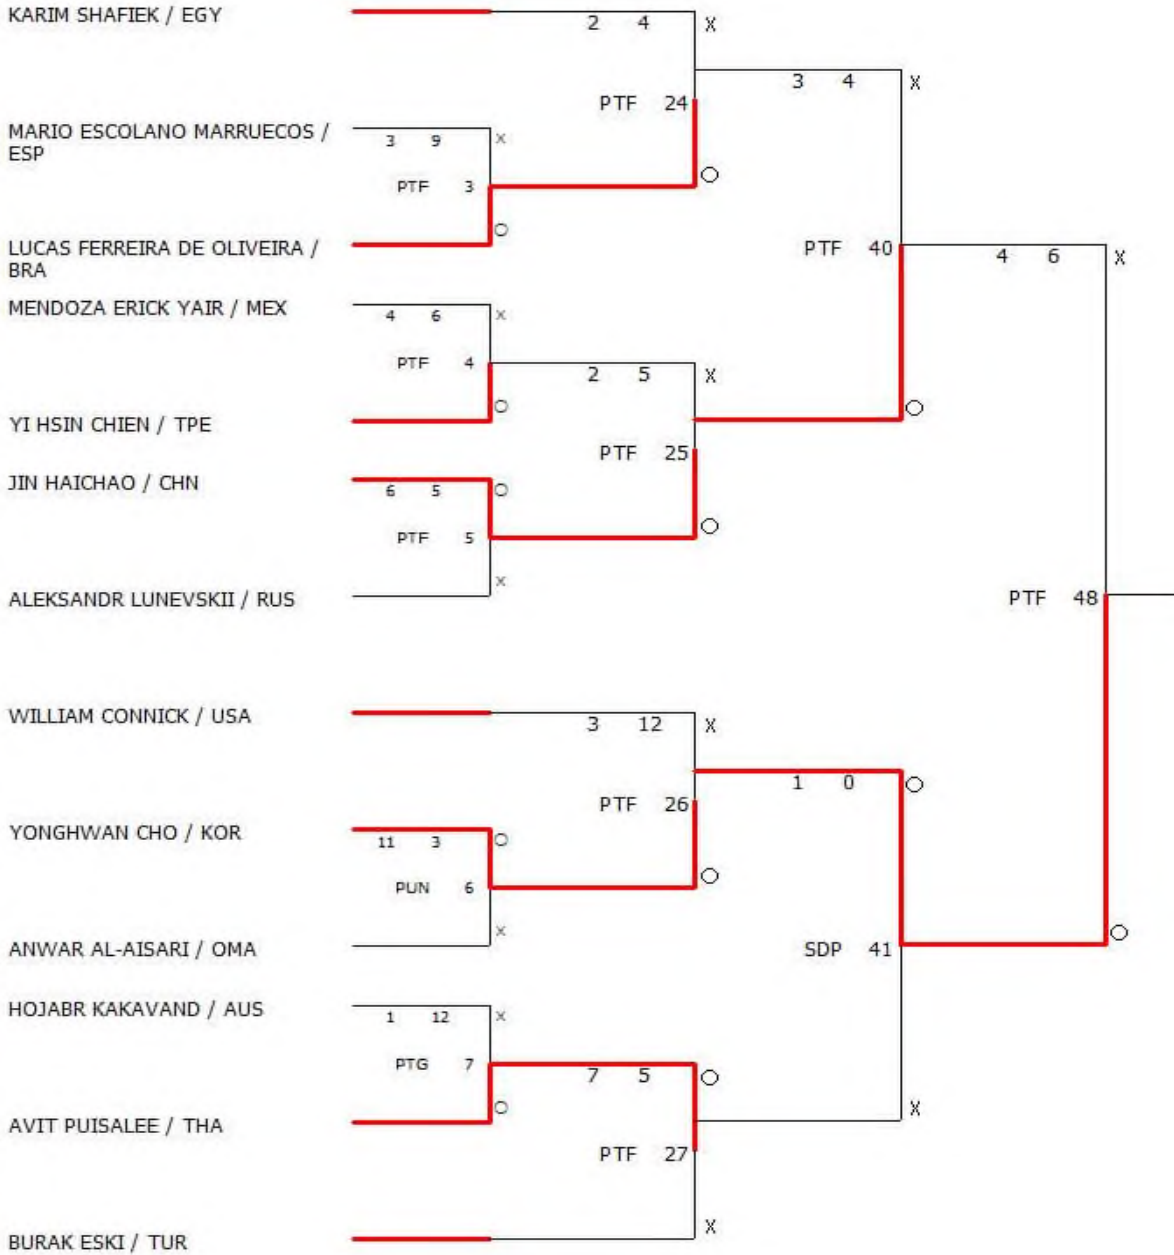 KARIM SHAFIEK / EGY
2 4 X
3 4 X
PTF 24
MARIO ESCOLANO MARRUECOS /
ESP
3 9 X
PTF 3
O
O
LUCAS FERREIRA DE OLIVEIRA /
BRA
PTF 40
4 6 X
MENDOZA ERICK YAIR / MEX
4 6 X
PTF 4
2 5 X
O
O
YI HSIN CHIEN / TPE
PTF 25
JIN HAICHAO / CHN
6 5 O
PTF 5
O
X
ALEKSANDR LUNEVSKII / RUS
PTF 48
WILLIAM CONNICK / USA
3 12 X
1 0 O
PTF 26
YONGHWAN CHO / KOR
11 3 O
PUN 6
O
X
O
ANWAR AL-AISARI / OMA
SDP 41
HOJABR KAKAVAND / AUS
1 12 X
PTG 7
7 5 O
O
X
AVIT PUISALEE / THA
PTF 27
X
BURAK ESKI / TUR